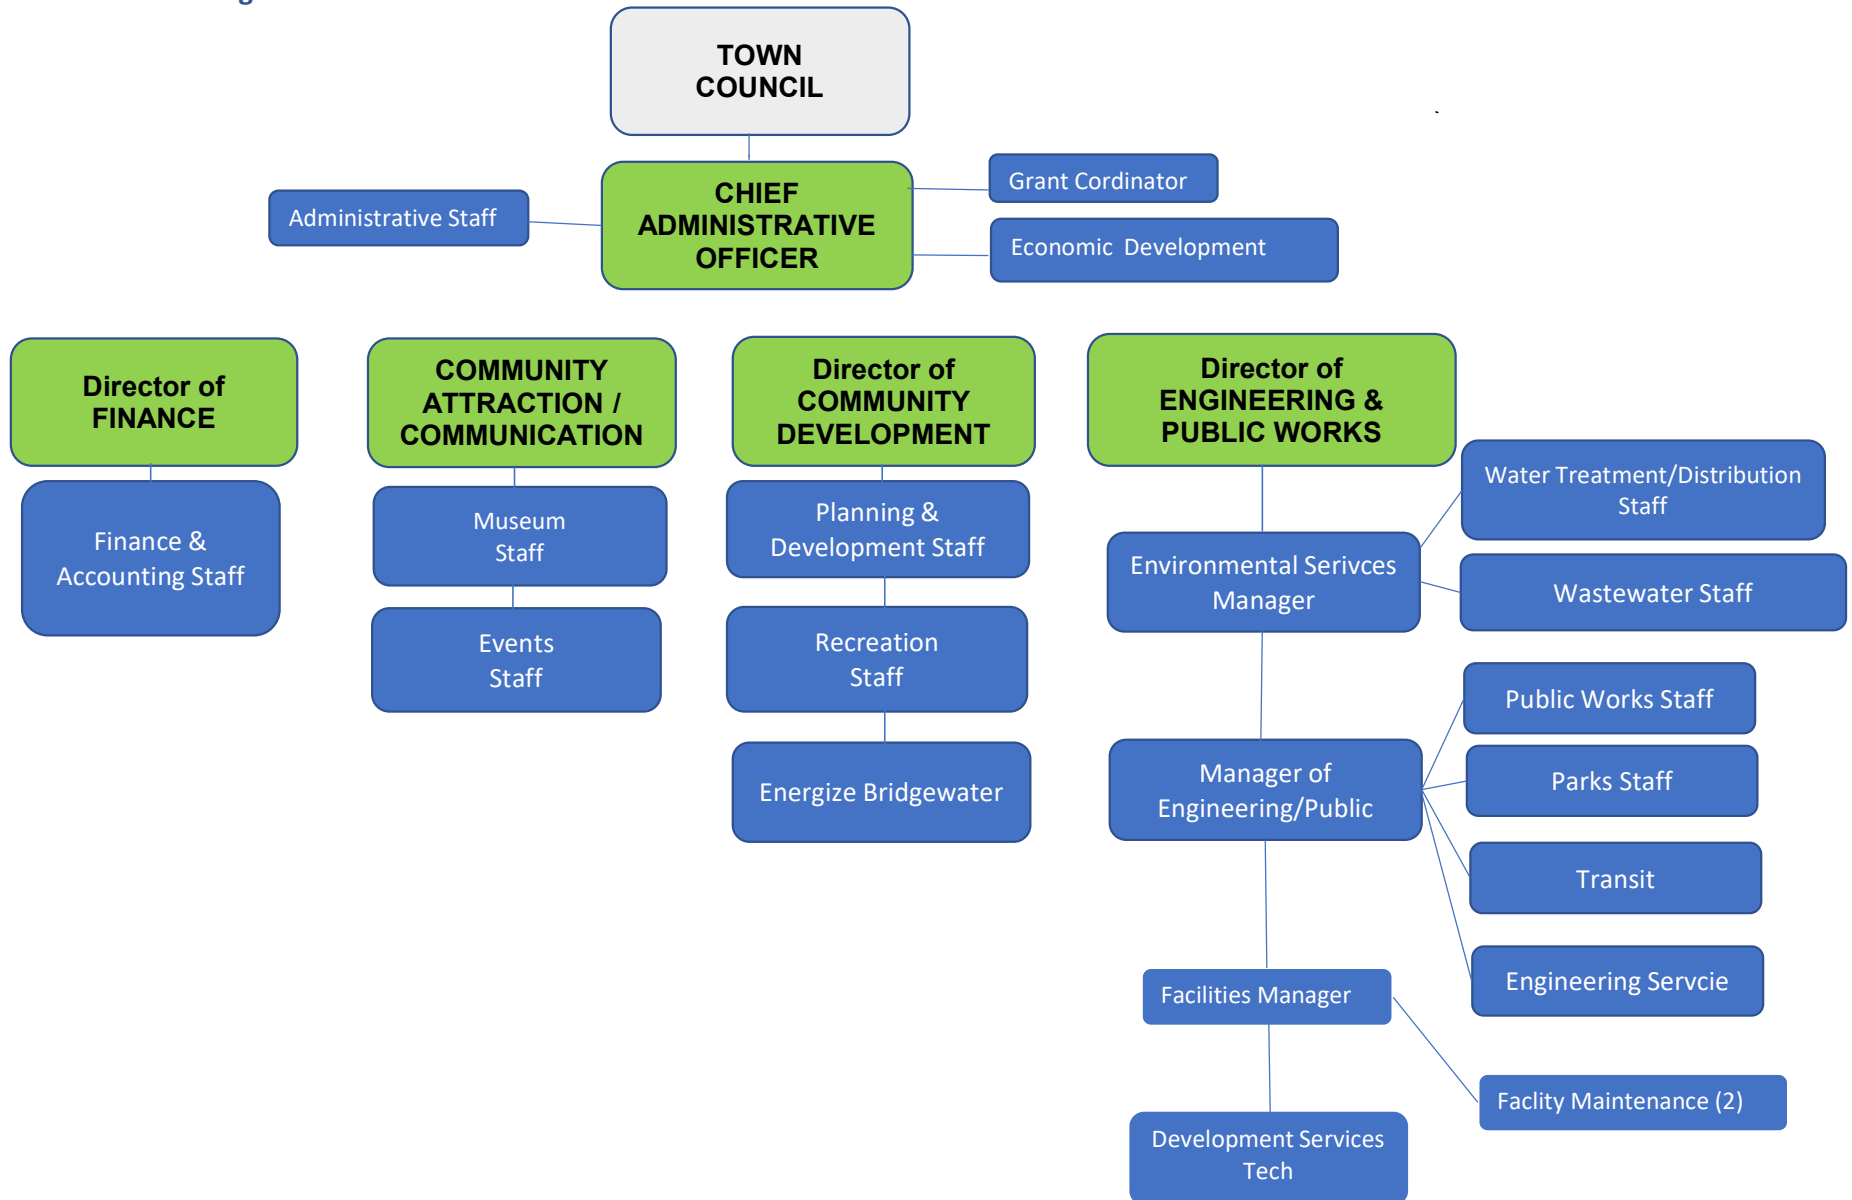 TOWN
COUNCIL
CHIEF
ADMINISTRATIVE
OFFICER
Administrative Staff
Grant Cordinator
Economic Development
Director of
FINANCE
Finance &
Accounting Staff
COMMUNITY
ATTRACTION /
COMMUNICATION
Museum
Staff
Events
Staff
Director of
COMMUNITY
DEVELOPMENT
Planning &
Development Staff
Recreation
Staff
Energize Bridgewater
Director of
ENGINEERING &
PUBLIC WORKS
Environmental Serivces
Manager
Water Treatment/Distribution
Staff
Wastewater Staff
Manager of
Engineering/Public
Public Works Staff
Parks Staff
Transit
Engineering Servcie
Facilities Manager
Faclity Maintenance (2)
Development Services
Tech